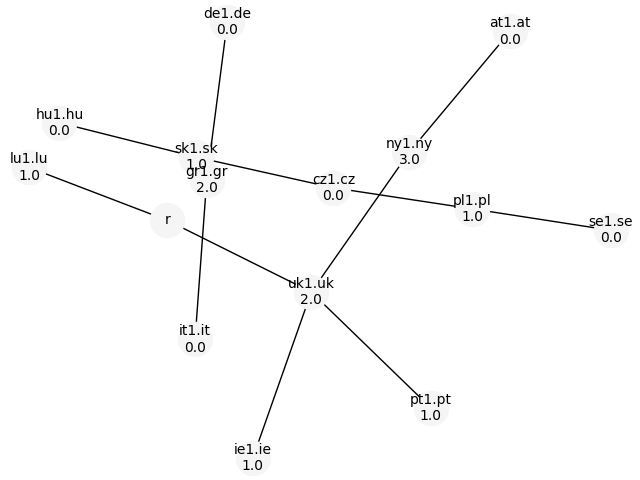 de1.de
0.0
at1.at
0.0
hu1.hu
0.0
sk1.sk
1.0
ny1.ny
3.0
lu1.lu
1.0
gr1.gr
2.0
cz1.cz
0.0
pl1.pl
1.0
r
se1.se
0.0
uk1.uk
2.0
it1.it
0.0
pt1.pt
1.0
ie1.ie
1.0